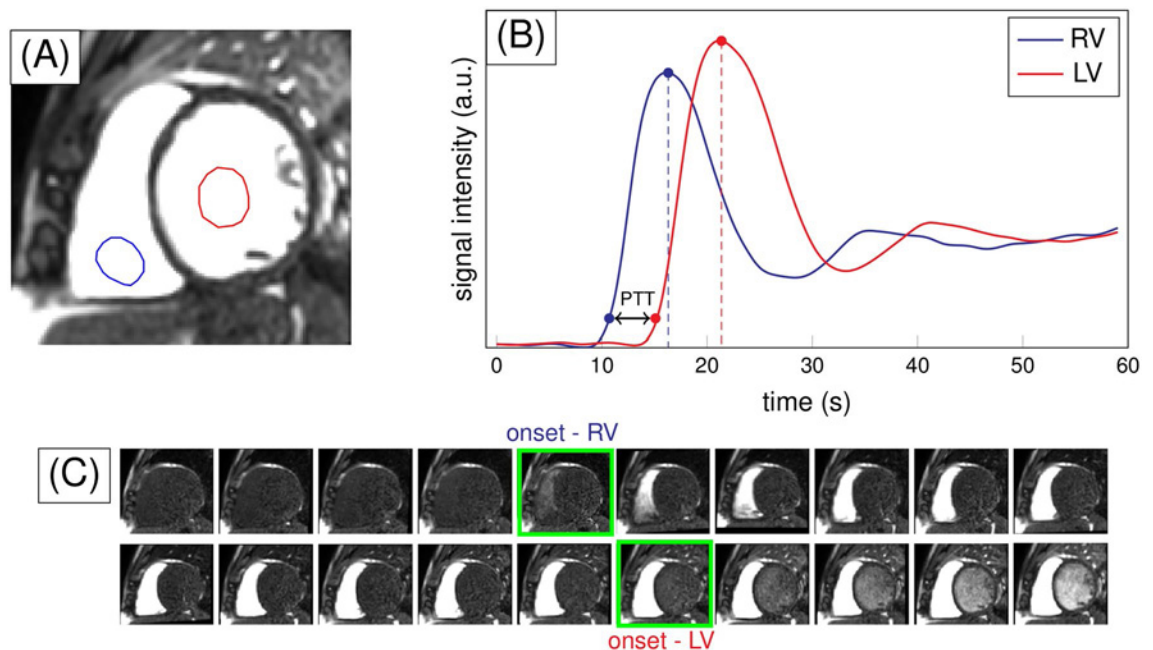 (A)
(B)
RV
LV
signal intensity (a.u.)
PTT
0 10 20 30 40 50 60
time (s)
onset - RV
(C)
onset - LV